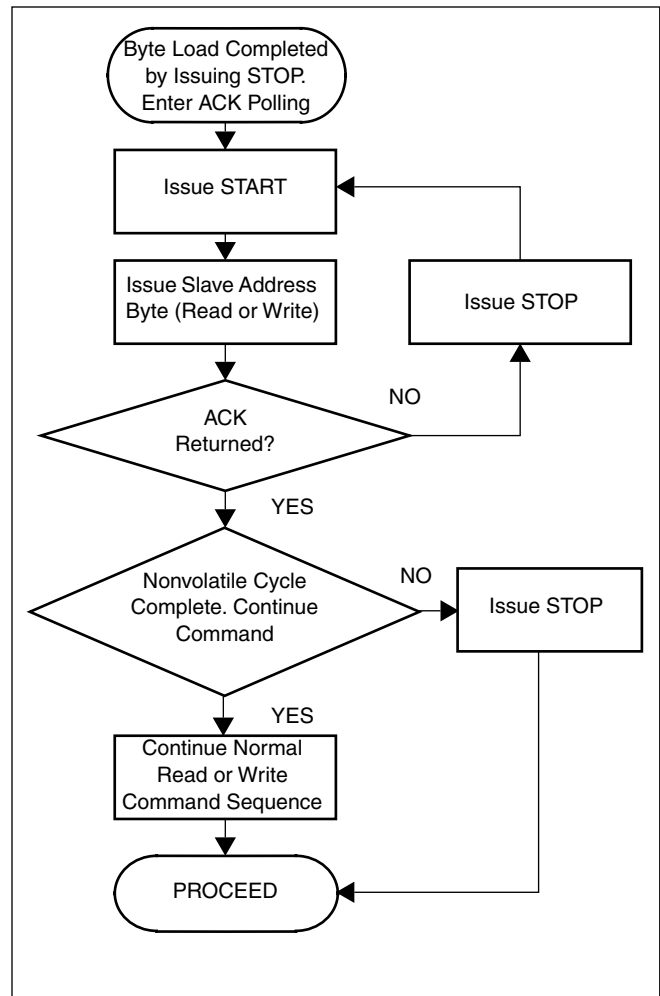 Byte Load Completed
by Issuing STOP.
Enter ACK Polling
Issue START
Issue Slave Address
Byte (Read or Write)
Issue STOP
ACK
Returned?
NO
YES
Nonvolatile Cycle
Complete. Continue
Command
NO
Issue STOP
YES
Continue Normal
Read or Write
Command Sequence
PROCEED